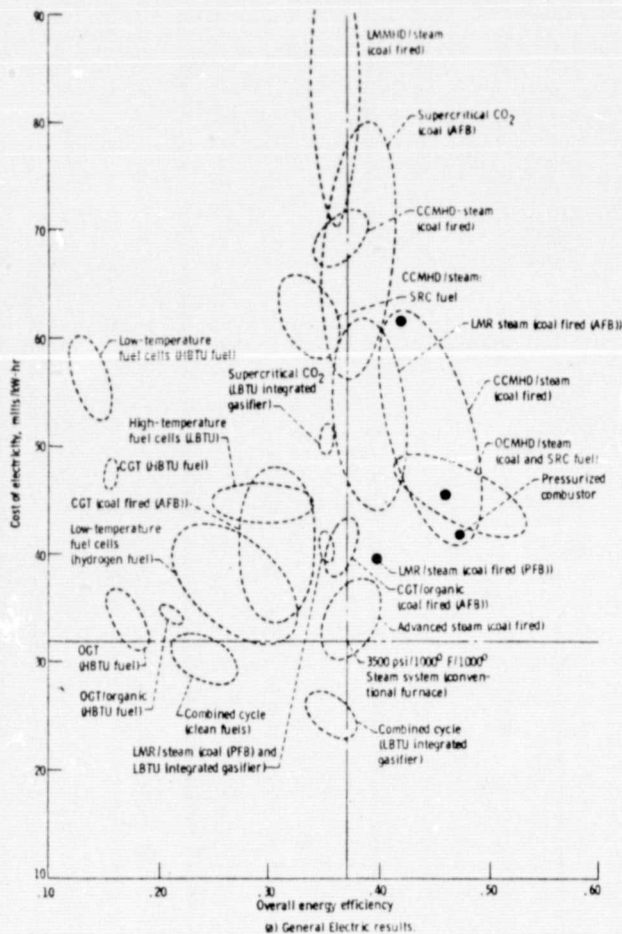 90
80
70
60
50
40
30
20
10
Cost of electricity, mills/kW-hr
LMMHD/steam
(coal fired)
Supercritical CO2
(coal (AFB)
CCMHD-steam
(coal fired)
CCMHD/steam:
SRC fuel
LMR steam (coal fired (AFB))
Low-temperature
fuel cells (HBTU fuel)
Supercritical CO2
(LBTU integrated
gasifier)
CCMHD/steam
(coal fired)
High-temperature
fuel cells (LBTU)
OCMHD/steam
(coal and SRC fuel)
CGT (HBTU fuel)
Pressurized
combustor
CGT (coal fired (AFB))
Low-temperature
fuel cells
(hydrogen fuel)
LMR/steam (coal fired (PFB))
CGT/organic
(coal fired (AFB))
Advanced steam (coal fired)
OGT
(HBTU fuel)
3500 psi/1000° F/1000°
Steam system (conven-
tional furnace)
OGT/organic
(HBTU fuel)
Combined cycle
(clean fuels)
Combined cycle
(LBTU integrated
gasifier)
LMR/steam (coal (PFB) and
LBTU integrated gasifier)
.10 .20 .30 .40 .50 .60
Overall energy efficiency
(a) General Electric results.